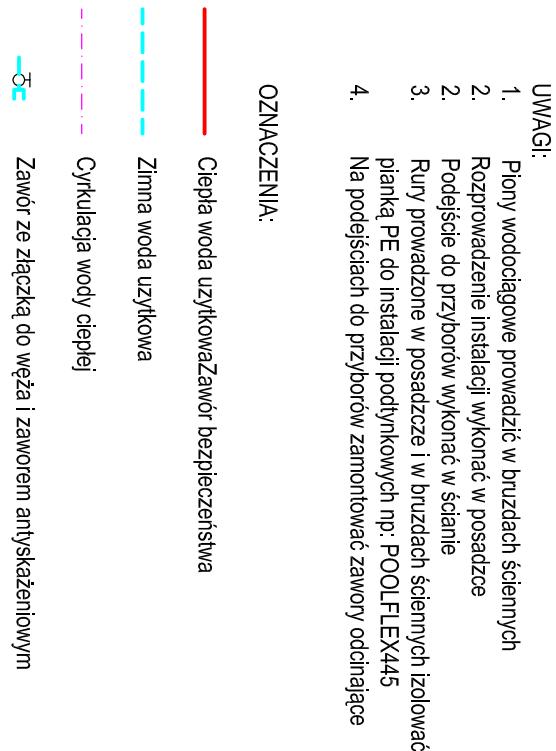 UWAGI:
1. Piony wodociągowe prowadzić w bruzdach ściennych
2. Rozprowadzenie instalacji wykonać w posadzce
2. Podejście do przyborów wykonać w ścianie
3. Rury prowadzone w posadzce i w bruzdach ściennych izolować
pianką PE do instalacji podtynkowych np: POOLFLEX445
4. Na podejściach do przyborów zamontować zawory odcinające
OZNACZENIA:
Ciepła woda uzytkowaZawór bezpieczeństwa
Zimna woda uzytkowa
Cyrkulacja wody ciepłej
Zawór ze złączką do węża i zaworem antyskażeniowym